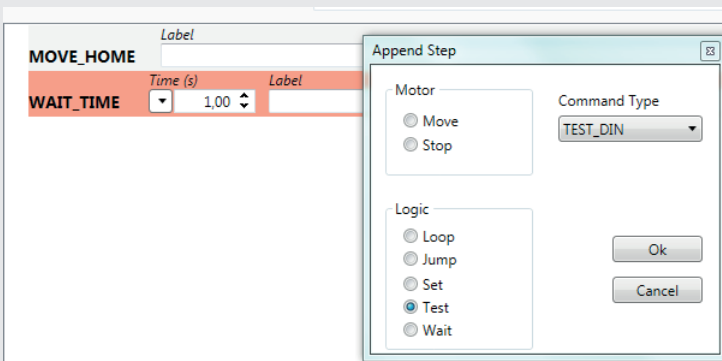 Label
MOVE_HOME
Time (s) Label
WAIT_TIME 1,00
Append Step
Motor
Move
Stop
Command Type
TEST_DIN
Logic
Loop
Jump
Set
Test
Wait
Ok
Cancel